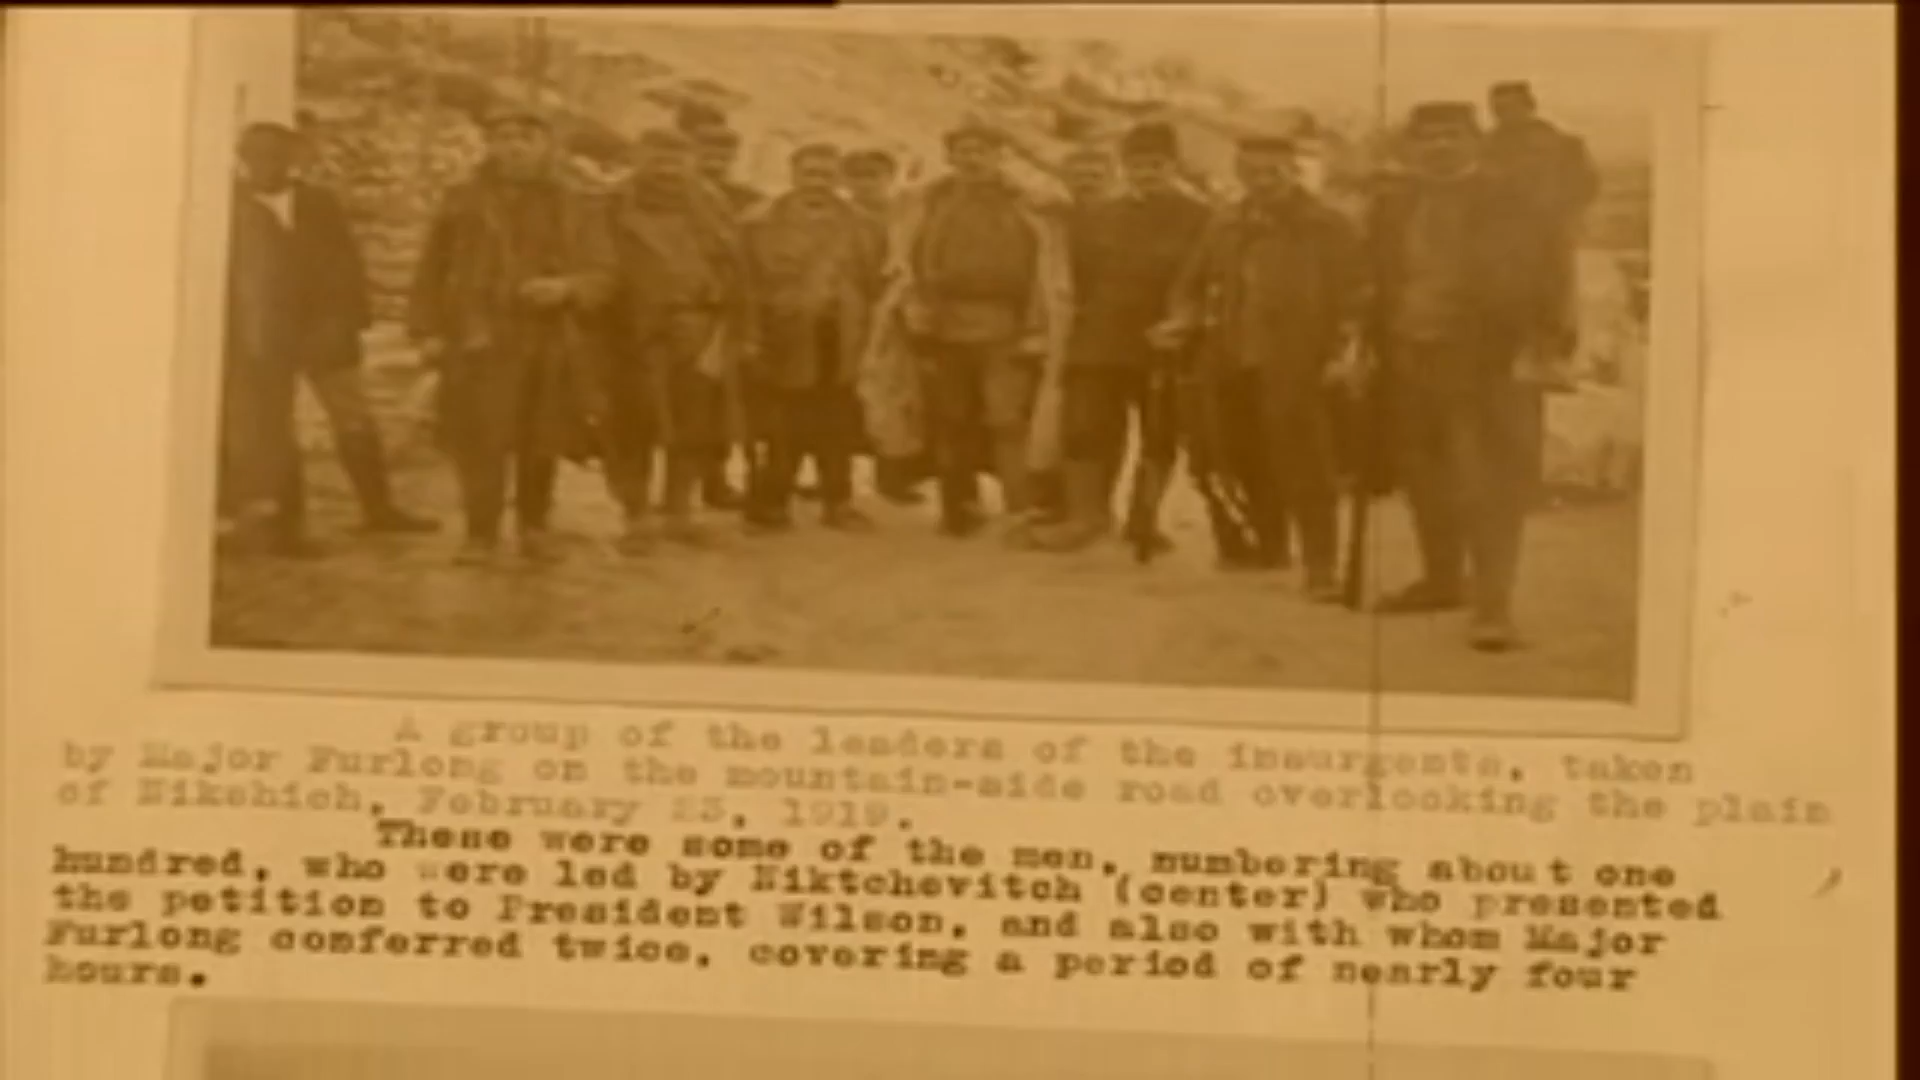 A group of the leaders of the insurgents, taken
by Major Furlong on the mountain-side road overlooking the plain
of Nikshich, February 23, 1919.
These were some of the men, numbering about one
hundred, who were led by Niktchevitch (center) who presented
the petition to President Wilson, and also with whom Major
Furlong conferred twice, covering a period of nearly four
hours.